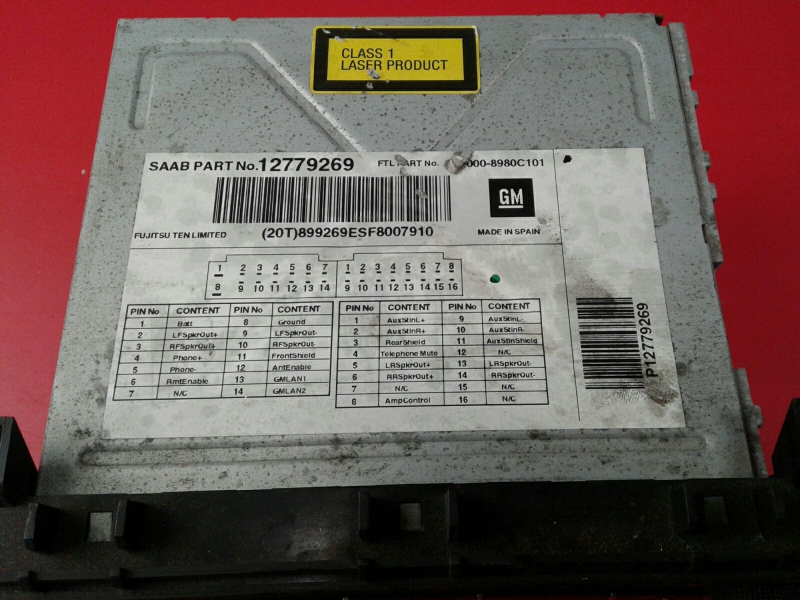 CLASS 1
LASER PRODUCT
SAAB PART No.12779269
FTL PART No. 000-8980C101
GM
FUJITSU TEN LIMITED
(20T)899269ESF8007910
MADE IN SPAIN
1 2 3 4 5 6 7 1 2 3 4 5 6 7 8
8 9 10 11 12 13 14 9 10 11 12 13 14 15 16
PIN No CONTENT PIN No CONTENT
1 Batt 8 Ground
2 LFSpkrOut+ 9 LFSpkrOut-
3 RFSpkrOut+ 10 RFSpkrOut-
4 Phone+ 11 FrontShield
5 Phone- 12 AntEnable
6 RmtEnable 13 GMLAN1
7 N/C 14 GMLAN2
PIN No CONTENT PIN No CONTENT
1 AuxStInL+ 9 AuxStInL-
2 AuxStInR+ 10 AuxStInR-
3 RearShield 11 AuxStInShield
4 Telephone Mute 12 N/C
5 LRSpkrOut+ 13 LRSpkrOut-
6 RRSpkrOut+ 14 RRSpkrOut-
7 N/C 15 N/C
8 AmpControl 16 N/C
P12779269